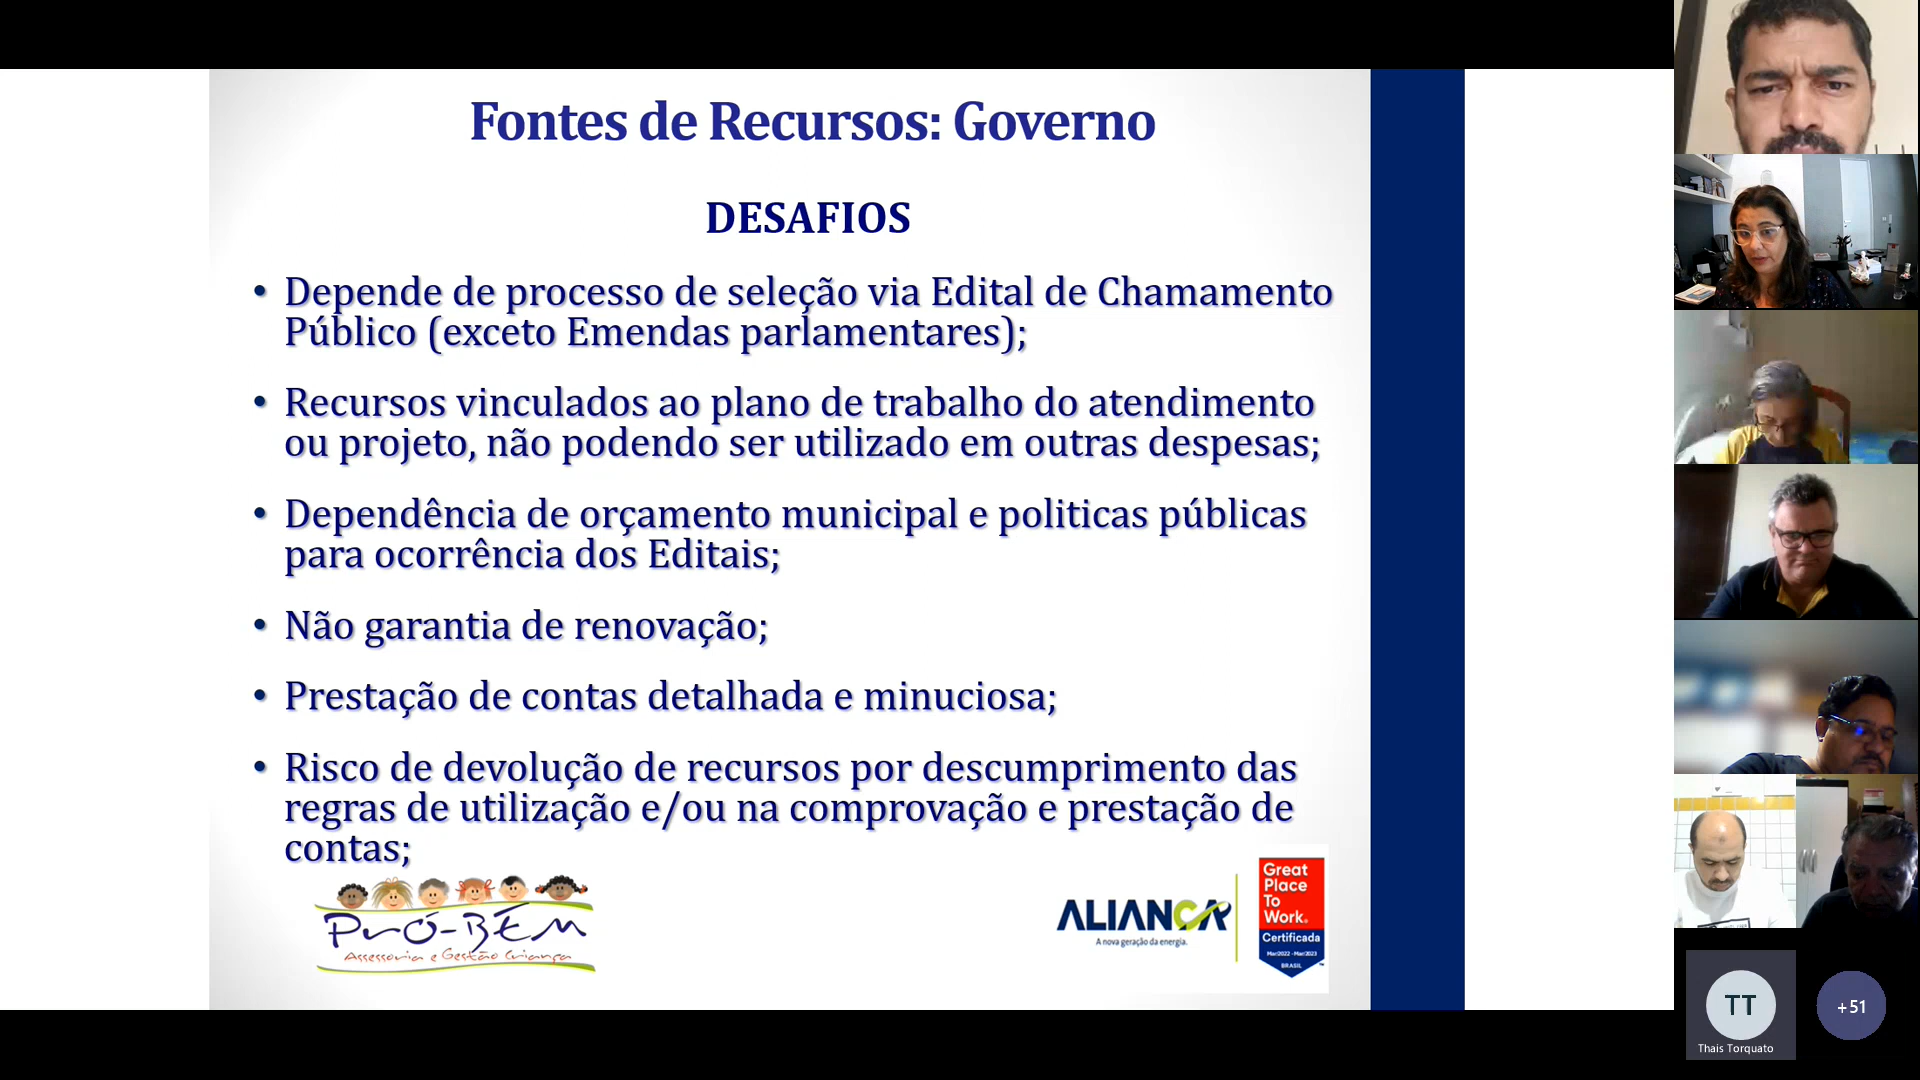 Fontes de Recursos: Governo
DESAFIOS
• Depende de processo de seleção via Edital de Chamamento
Público (exceto Emendas parlamentares);
• Recursos vinculados ao plano de trabalho do atendimento
ou projeto, não podendo ser utilizado em outras despesas;
• Dependência de orçamento municipal e politicas públicas
para ocorrência dos Editais;
• Não garantia de renovação;
• Prestação de contas detalhada e minuciosa;
• Risco de devolução de recursos por descumprimento das
regras de utilização e/ou na comprovação e prestação de
contas;
Pró-Bem
Assessoria e Gestão Criança
ALIANÇA
A nova geração da energia.
Great
Place
To
Work.
Certificada
Mar/2022 - Mar/2023
BRASIL
TT
Thais Torquato
+51